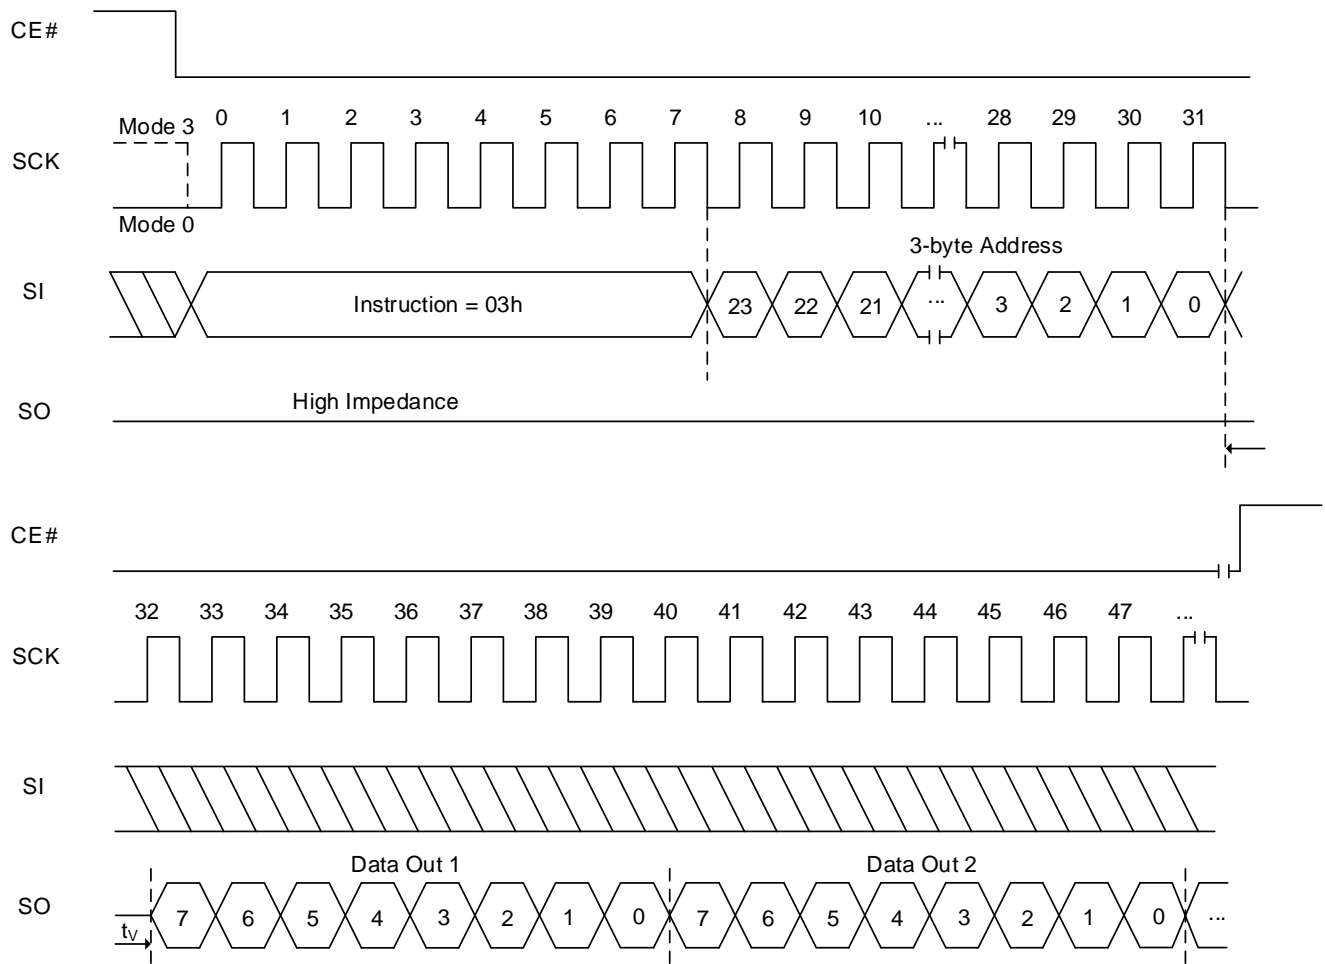 CE#
0 1 2 3 4 5 6 7 8 9 10 ... 28 29 30 31
Mode 3
SCK
Mode 0
3-byte Address
SI
Instruction = 03h 23 22 21 ... 3 2 1 0
High Impedance
SO
CE#
32 33 34 35 36 37 38 39 40 41 42 43 44 45 46 47 ...
SCK
SI
Data Out 1 Data Out 2
SO
7 6 5 4 3 2 1 0 7 6 5 4 3 2 1 0 ...
tV